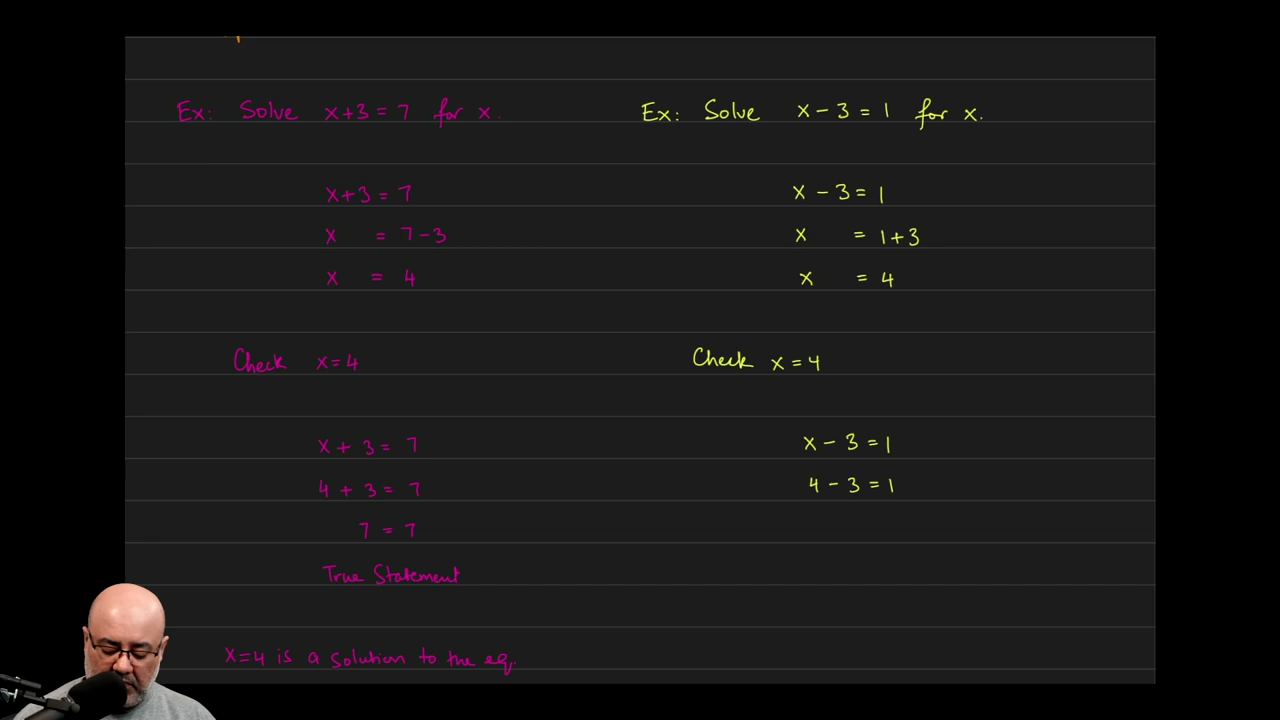 Ex: Solve x+3=7 for x.
x+3=7
x = 7-3
x = 4
Check x=4
x + 3 = 7
4 + 3 = 7
7 = 7
True Statement
x=4 is a solution to the eq.
Ex: Solve x-3=1 for x.
x-3=1
x = 1+3
x = 4
Check x=4
x-3=1
4-3=1